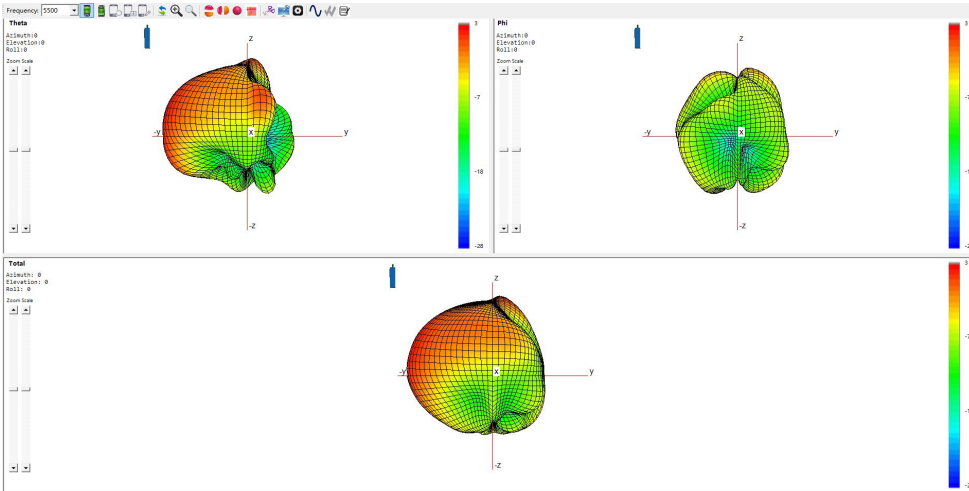 Frequency: 5500
Theta
Azimuth:0
Elevation:0
Roll:0
Zoom Scale
z
-y
x
y
-z
3
-7
-18
-28
Phi
Azimuth:0
Elevation:0
Roll:0
Zoom Scale
z
-y
x
y
-z
3
Total
Azimuth: 0
Elevation: 0
Roll: 0
Zoom Scale
z
-y
x
y
-z
3